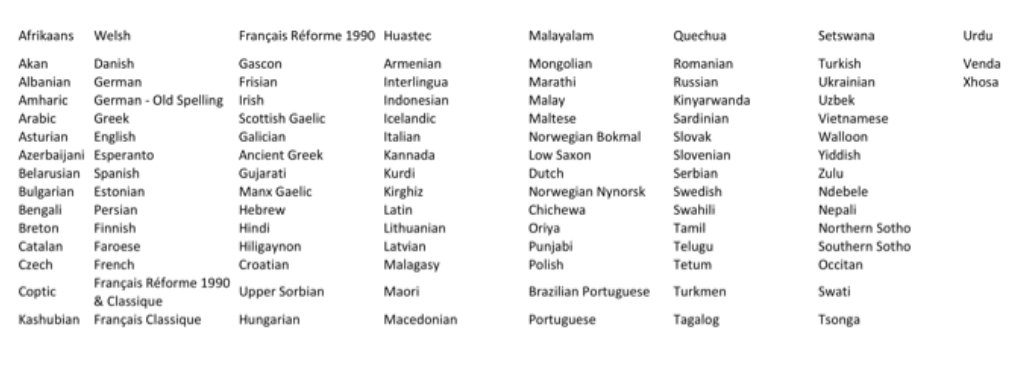 Afrikaans Welsh Français Réforme 1990 Huastec Malayalam Quechua Setswana Urdu
Akan Danish Gascon Armenian Mongolian Romanian Turkish Venda
Albanian German Frisian Interlingua Marathi Russian Ukrainian Xhosa
Amharic German - Old Spelling Irish Indonesian Malay Kinyarwanda Uzbek
Arabic Greek Scottish Gaelic Icelandic Maltese Sardinian Vietnamese
Asturian English Galician Italian Norwegian Bokmal Slovak Walloon
Azerbaijani Esperanto Ancient Greek Kannada Low Saxon Slovenian Yiddish
Belarusian Spanish Gujarati Kurdi Dutch Serbian Zulu
Bulgarian Estonian Manx Gaelic Kirghiz Norwegian Nynorsk Swedish Ndebele
Bengali Persian Hebrew Latin Chichewa Swahili Nepali
Breton Finnish Hindi Lithuanian Oriya Tamil Northern Sotho
Catalan Faroese Hiligaynon Latvian Punjabi Telugu Southern Sotho
Czech French Croatian Malagasy Polish Tetum Occitan
Coptic Français Réforme 1990 & Classique Upper Sorbian Maori Brazilian Portuguese Turkmen Swati
Kashubian Français Classique Hungarian Macedonian Portuguese Tagalog Tsonga